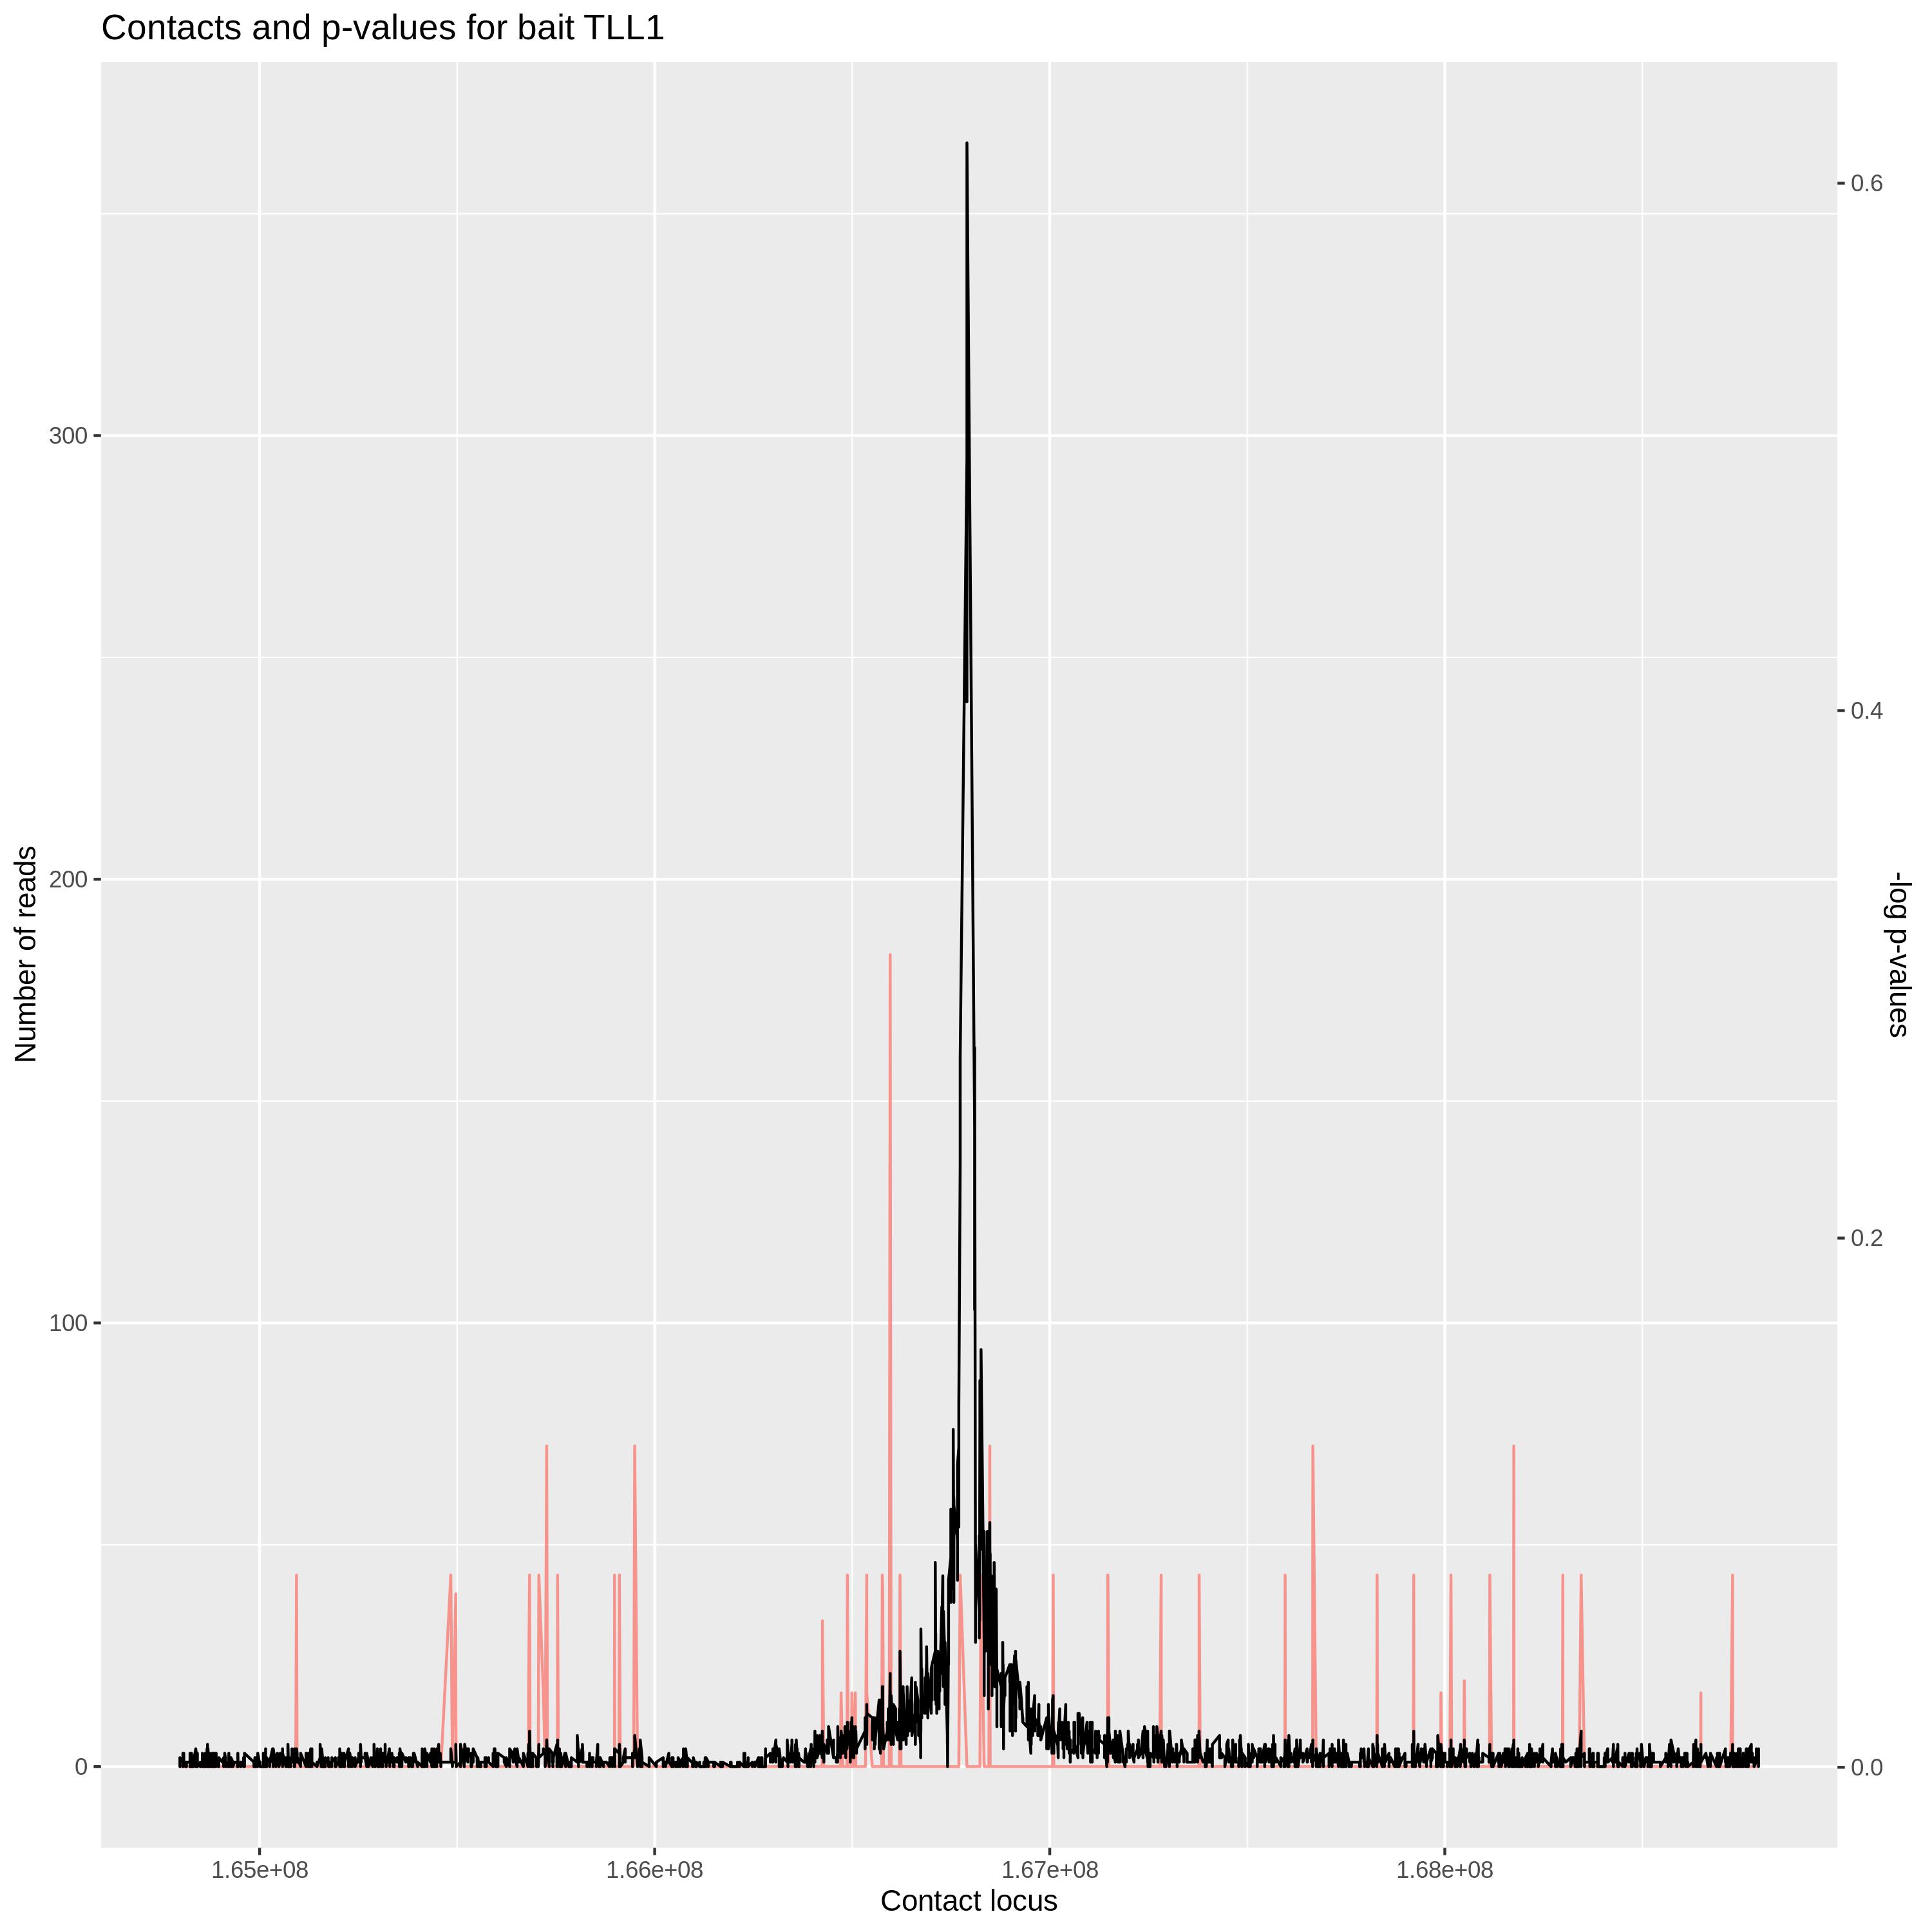 Contacts and p-values for bait TLL1
Number of reads
300
200
100
0
0.6
0.4
0.2
0.0
-log p-values
1.65e+08 1.66e+08 1.67e+08 1.68e+08
Contact locus